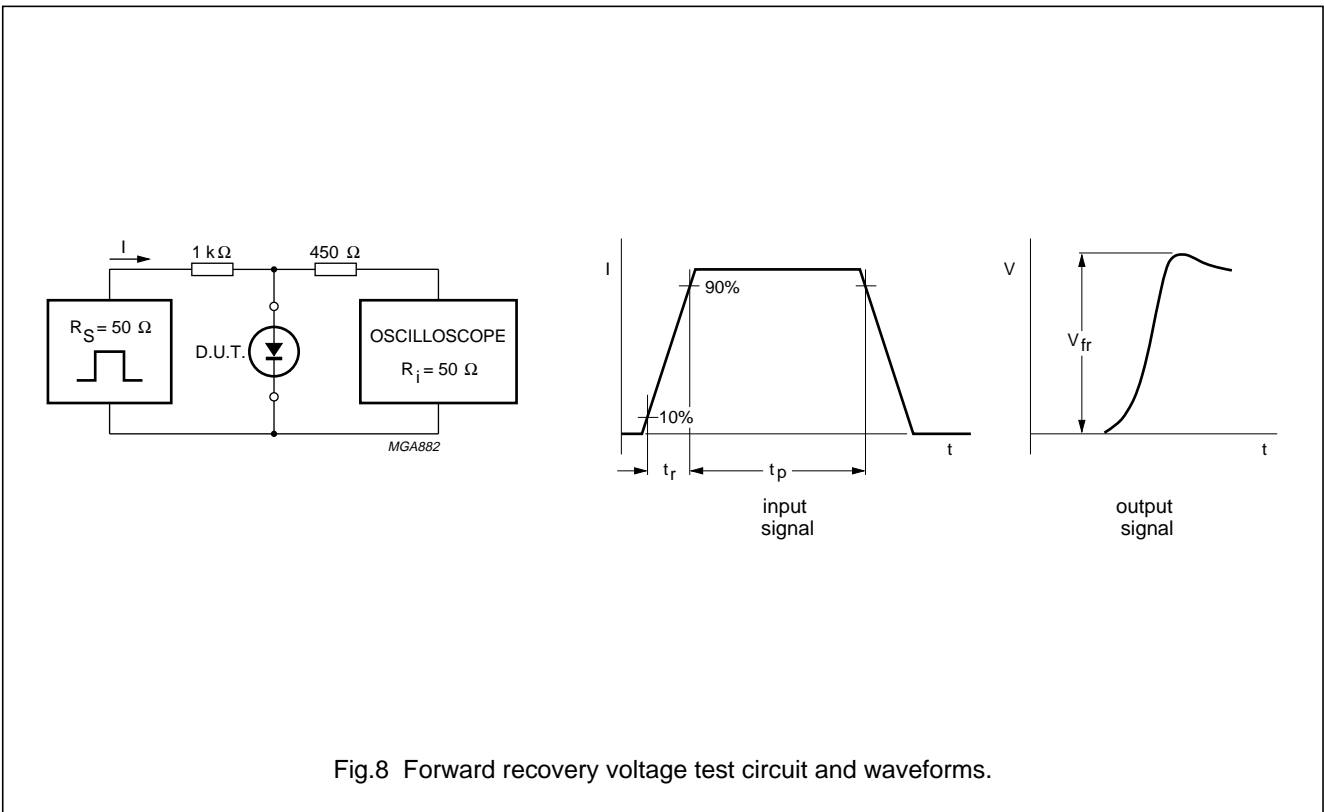 I
1 kΩ
450 Ω
R_S = 50 Ω
D.U.T.
OSCILLOSCOPE
R_i = 50 Ω
MGA882
I
90%
10%
t
t_r
t_p
input
signal
V
V_fr
t
output
signal
Fig.8 Forward recovery voltage test circuit and waveforms.